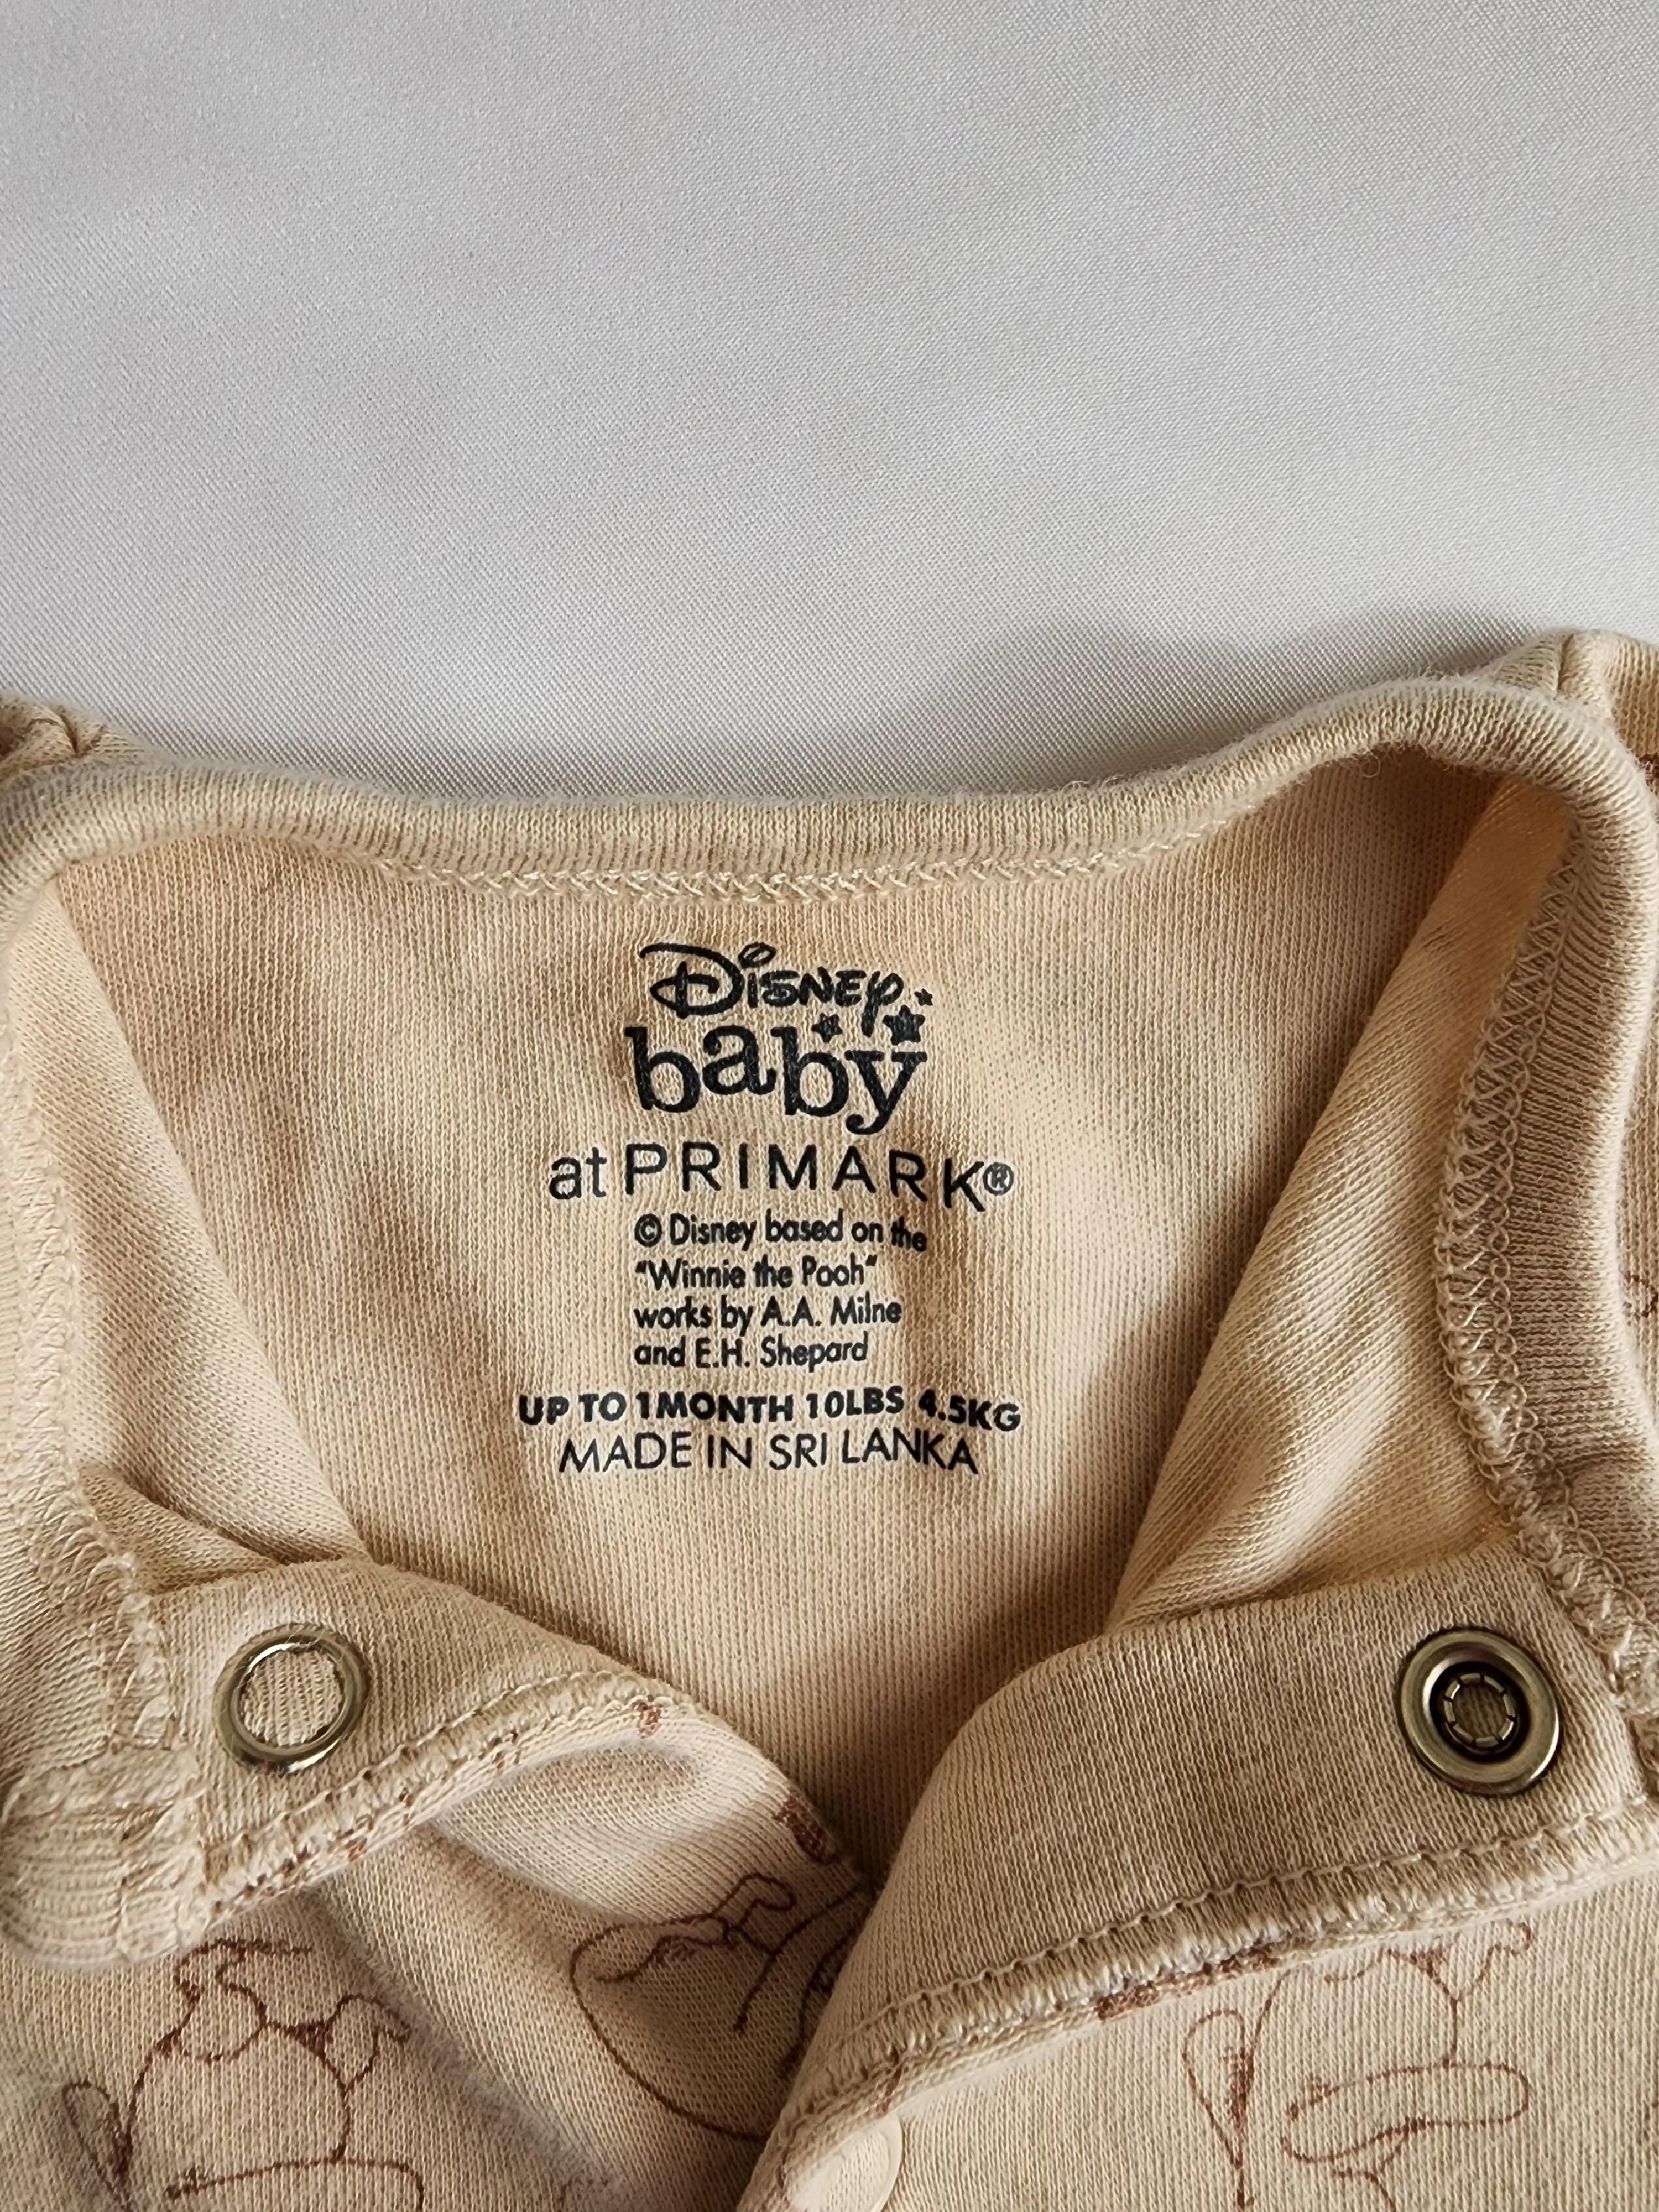 Disney
baby
at PRIMARK®
© Disney based on the
"Winnie the Pooh"
works by A.A. Milne
and E.H. Shepard
UP TO 1MONTH 10LBS 4.5KG
MADE IN SRI LANKA